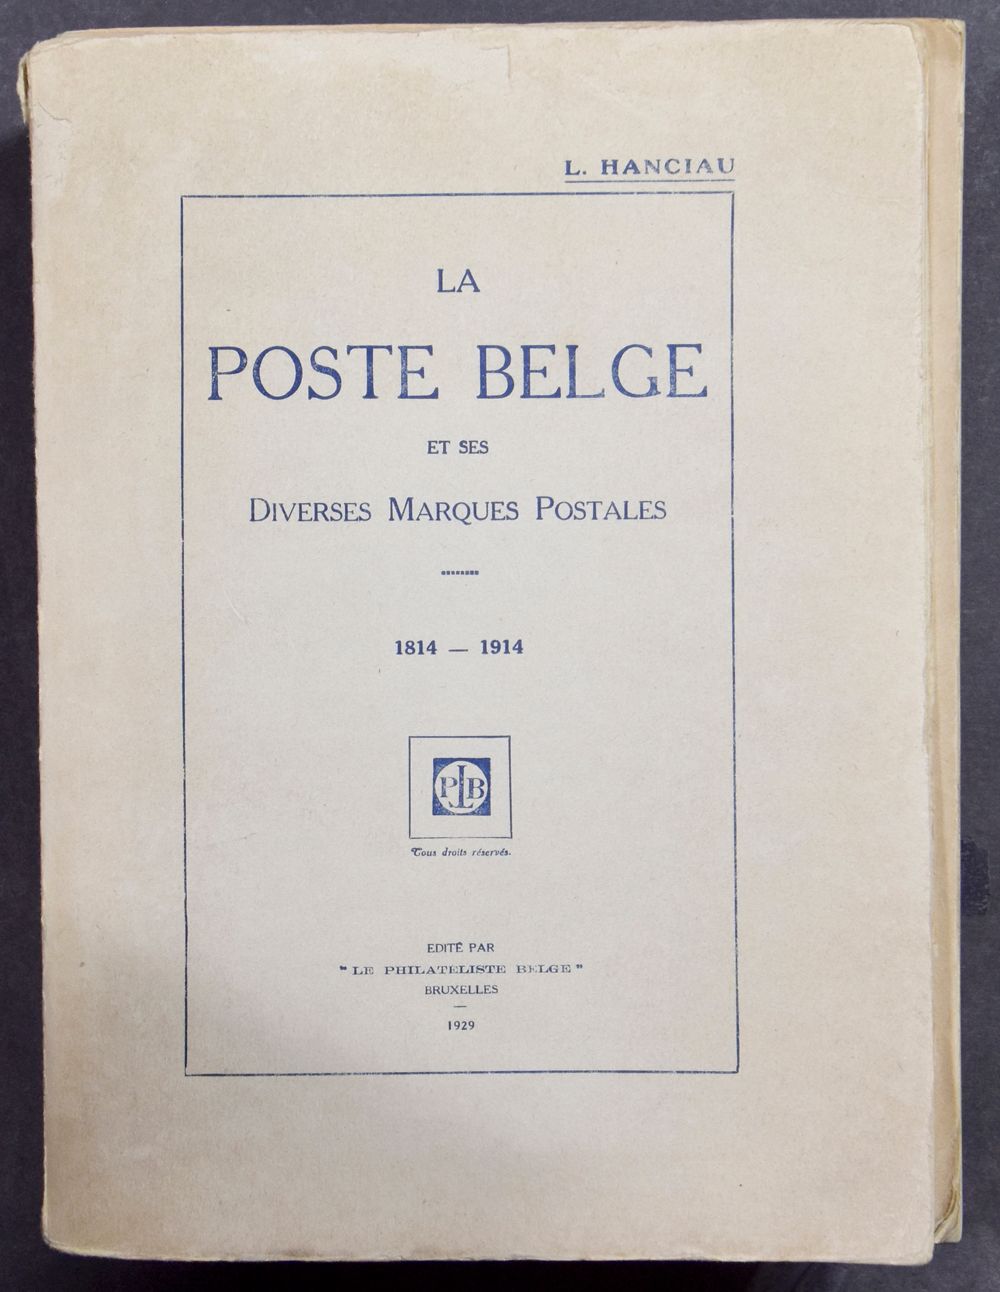 L. HANCIAU
LA
POSTE BELGE
ET SES
DIVERSES MARQUES POSTALES
1814 — 1914
PLB
Tous droits réservés.
EDITÉ PAR
"LE PHILATÉLISTE BELGE"
BRUXELLES
1929